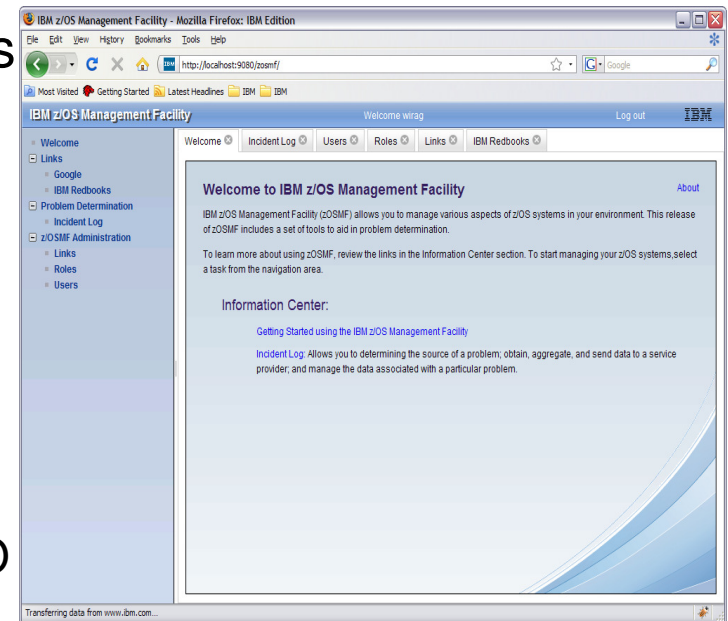 IBM z/OS Management Facility - Mozilla Firefox: IBM Edition
File Edit View History Bookmarks Tools Help
http://localhost:9080/zosmf/
Google
Most Visited Getting Started Latest Headlines IBM IBM
IBM z/OS Management Facility Welcome wirag Log out IBM
Welcome
Links
Google
IBM Redbooks
Problem Determination
Incident Log
z/OSMF Administration
Links
Roles
Users
Welcome Incident Log Users Roles Links IBM Redbooks
Welcome to IBM z/OS Management Facility About
IBM z/OS Management Facility (zOSMF) allows you to manage various aspects of z/OS systems in your environment. This release
of zOSMF includes a set of tools to aid in problem determination.
To learn more about using zOSMF, review the links in the Information Center section. To start managing your z/OS systems,select
a task from the navigation area.
Information Center:
Getting Started using the IBM z/OS Management Facility
Incident Log: Allows you to determining the source of a problem; obtain, aggregate, and send data to a service
provider; and manage the data associated with a particular problem.
Transferring data from www.ibm.com...
s